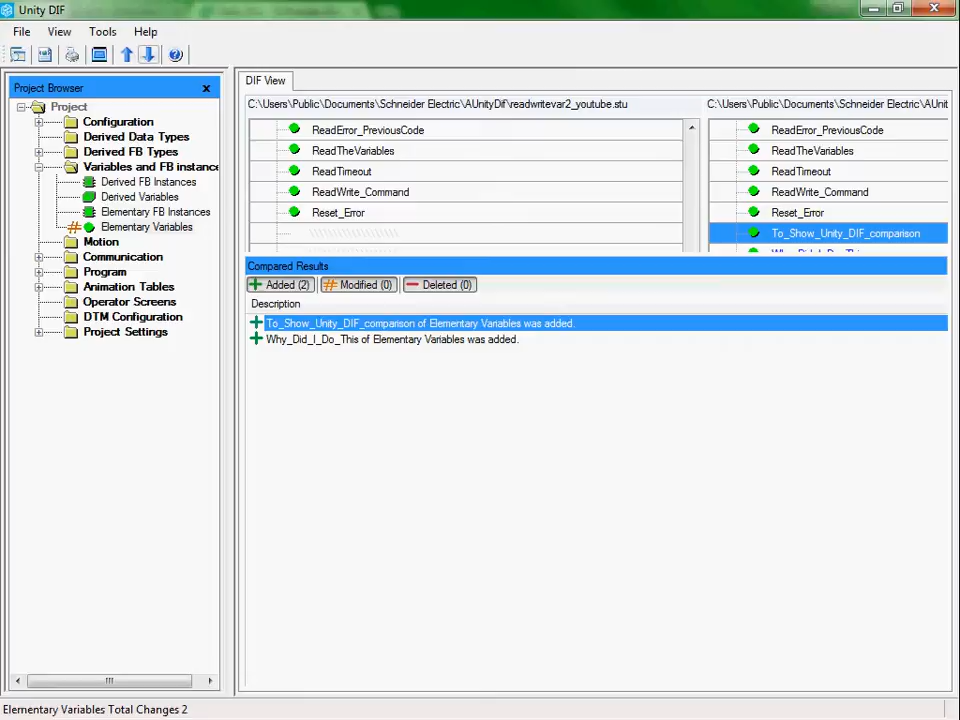 Unity DIF
File View Tools Help
Project Browser
Project
Configuration
Derived Data Types
Derived FB Types
Variables and FB instance
Derived FB Instances
Derived Variables
Elementary FB Instances
Elementary Variables
Motion
Communication
Program
Animation Tables
Operator Screens
DTM Configuration
Project Settings
DIF View
C:\Users\Public\Documents\Schneider Electric\AUnityDif\readwritevar2_youtube.stu
ReadError_PreviousCode
ReadTheVariables
ReadTimeout
ReadWrite_Command
Reset_Error
C:\Users\Public\Documents\Schneider Electric\AUnit
ReadError_PreviousCode
ReadTheVariables
ReadTimeout
ReadWrite_Command
Reset_Error
To_Show_Unity_DIF_comparison
Compared Results
Added (2) Modified (0) Deleted (0)
Description
To_Show_Unity_DIF_comparison of Elementary Variables was added.
Why_Did_I_Do_This of Elementary Variables was added.
Elementary Variables Total Changes 2